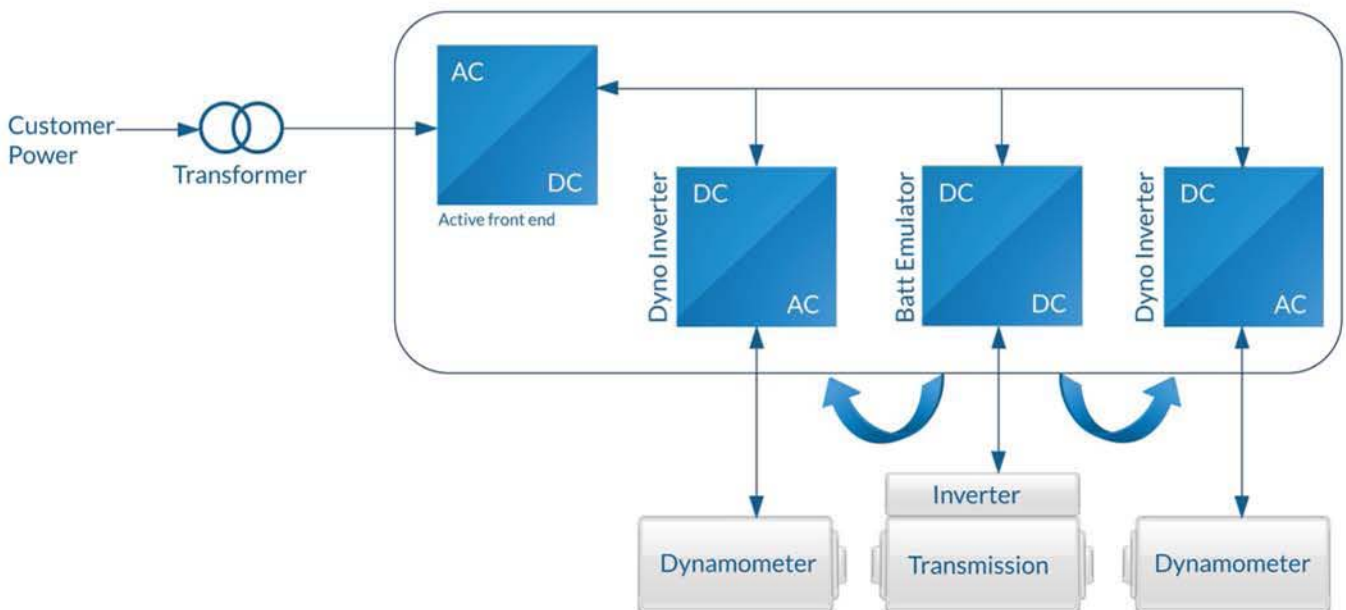 Customer
Power
Transformer
AC
DC
Active front end
Dyno Inverter
DC
AC
Batt Emulator
DC
DC
Dyno Inverter
DC
AC
Inverter
Dynamometer
Transmission
Dynamometer